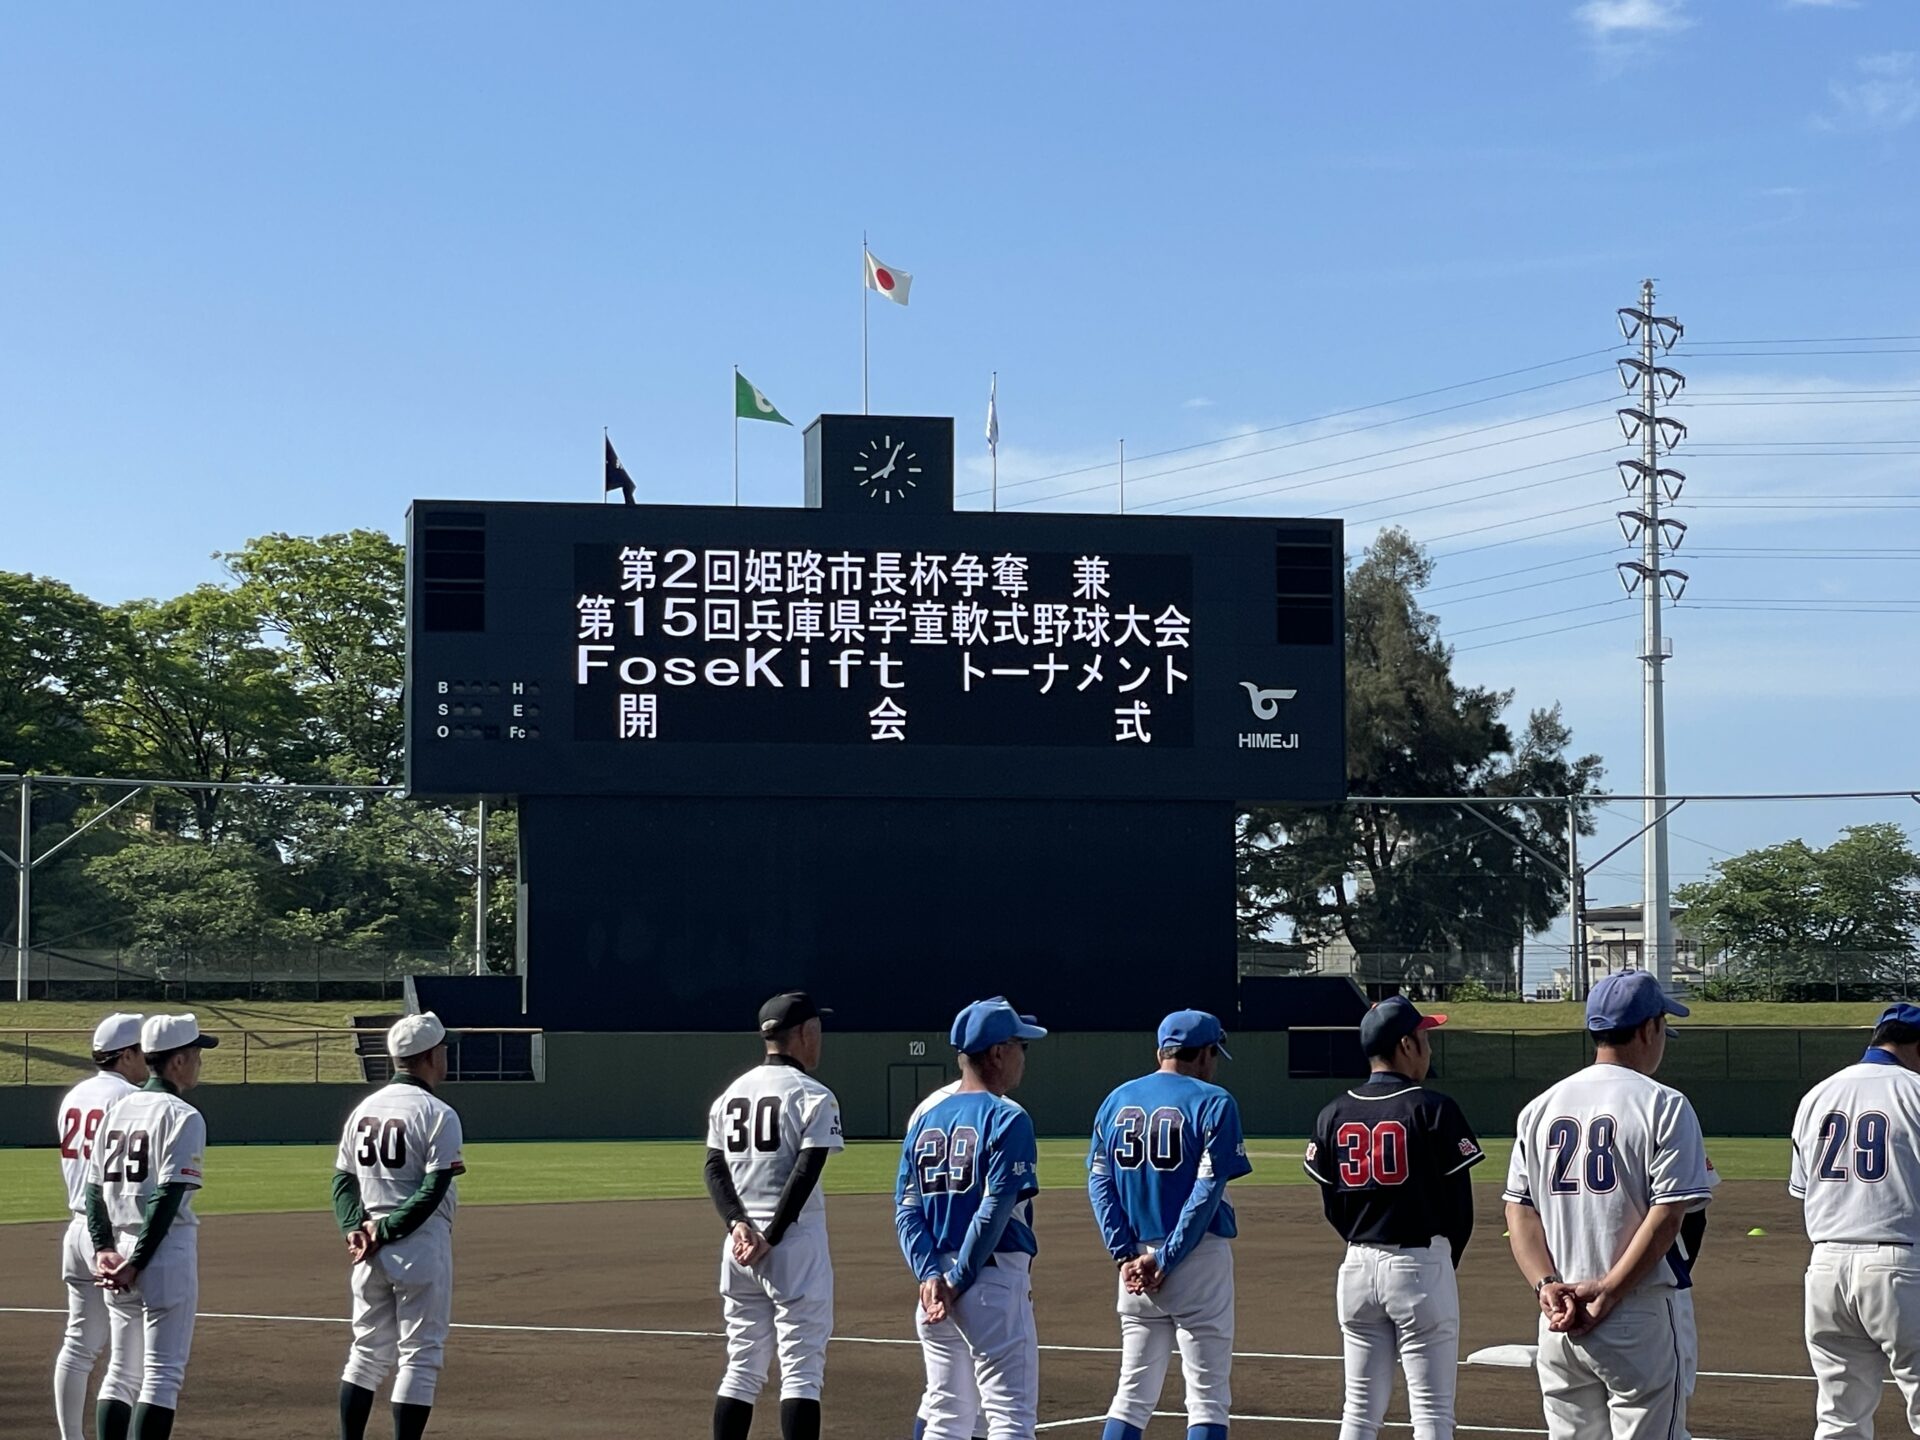 第2回姫路市長杯争奪　兼
第15回兵庫県学童軟式野球大会
FoseKift　トーナメント
開　会　式
B H
S E
O Fc
HIMEJI
120
29
29
30
30
29
30
30
28
29